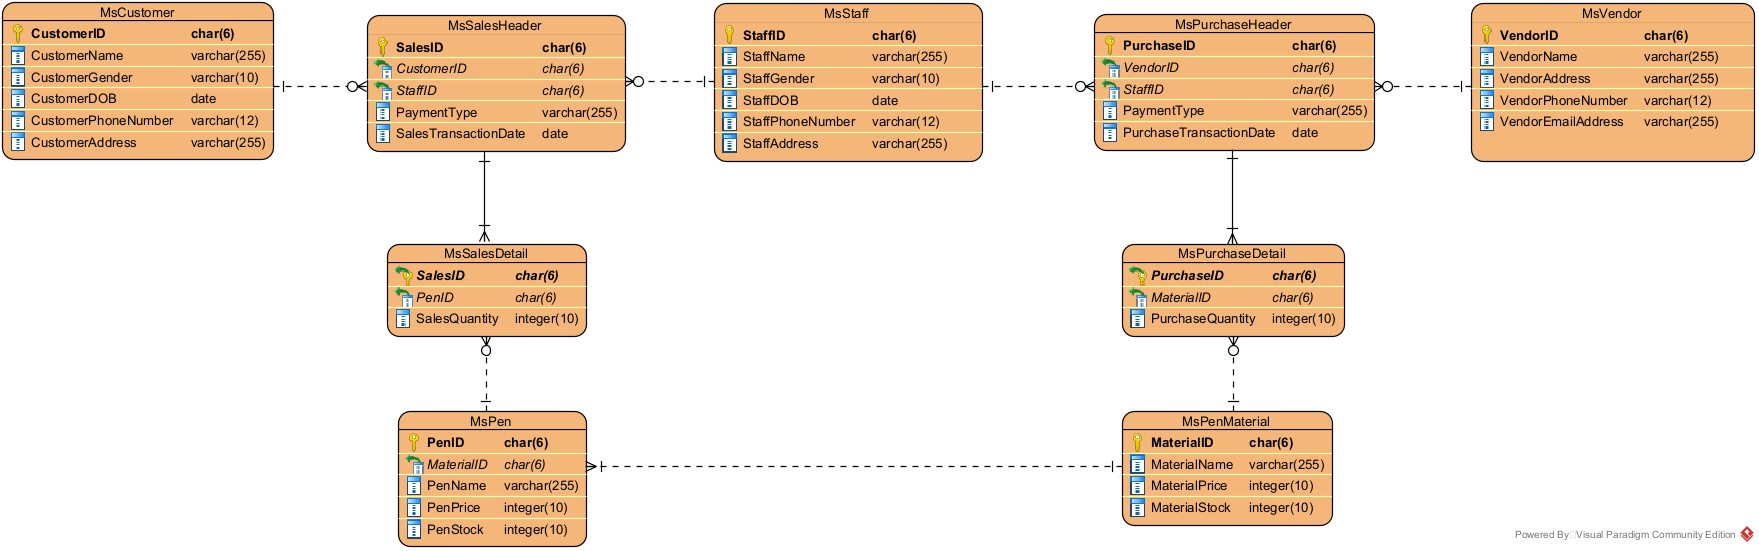 MsCustomer
CustomerID char(6)
CustomerName varchar(255)
CustomerGender varchar(10)
CustomerDOB date
CustomerPhoneNumber varchar(12)
CustomerAddress varchar(255)
MsSalesHeader
SalesID char(6)
CustomerID char(6)
StaffID char(6)
PaymentType varchar(255)
SalesTransactionDate date
MsStaff
StaffID char(6)
StaffName varchar(255)
StaffGender varchar(10)
StaffDOB date
StaffPhoneNumber varchar(12)
StaffAddress varchar(255)
MsPurchaseHeader
PurchaseID char(6)
VendorID char(6)
StaffID char(6)
PaymentType varchar(255)
PurchaseTransactionDate date
MsVendor
VendorID char(6)
VendorName varchar(255)
VendorAddress varchar(255)
VendorPhoneNumber varchar(12)
VendorEmailAddress varchar(255)
MsSalesDetail
SalesID char(6)
PenID char(6)
SalesQuantity integer(10)
MsPurchaseDetail
PurchaseID char(6)
MaterialID char(6)
PurchaseQuantity integer(10)
MsPen
PenID char(6)
MaterialID char(6)
PenName varchar(255)
PenPrice integer(10)
PenStock integer(10)
MsPenMaterial
MaterialID char(6)
MaterialName varchar(255)
MaterialPrice integer(10)
MaterialStock integer(10)
Powered By Visual Paradigm Community Edition